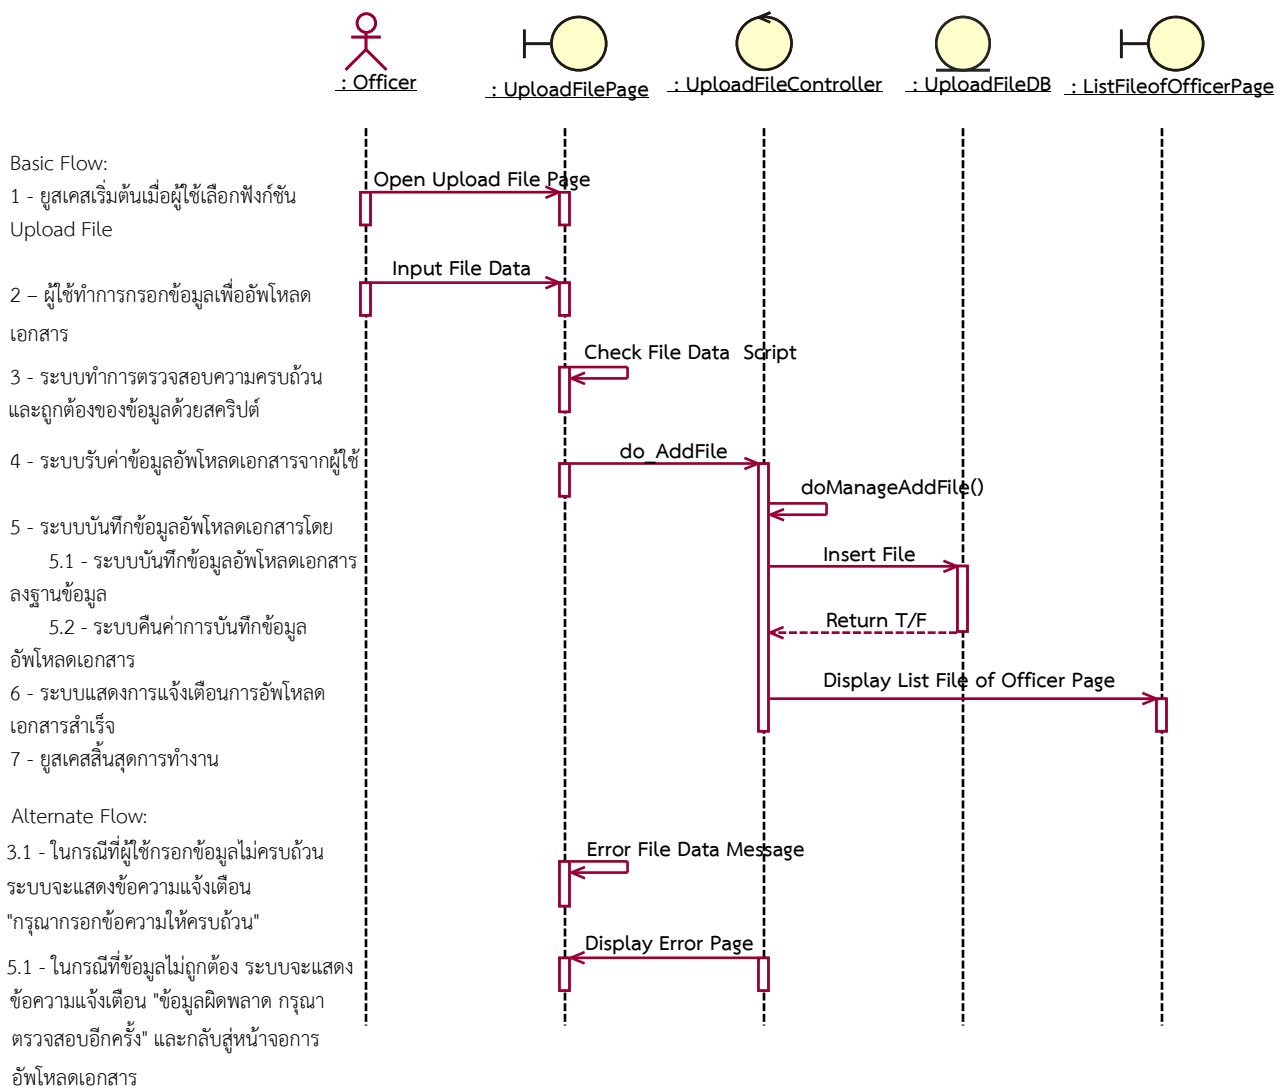 : Officer
: UploadFilePage
: UploadFileController
: UploadFileDB
: ListFileofOfficerPage
Basic Flow:
1 - ยูสเคสเริ่มต้นเมื่อผู้ใช้เลือกฟังก์ชัน
Upload File
Open Upload File Page
2 – ผู้ใช้ทำการกรอกข้อมูลเพื่ออัพโหลด
เอกสาร
Input File Data
3 - ระบบทำการตรวจสอบความครบถ้วน
และถูกต้องของข้อมูลด้วยสคริปต์
Check File Data  Script
4 - ระบบรับค่าข้อมูลอัพโหลดเอกสารจากผู้ใช้
do_AddFile
doManageAddFile()
5 - ระบบบันทึกข้อมูลอัพโหลดเอกสารโดย
5.1 - ระบบบันทึกข้อมูลอัพโหลดเอกสาร
ลงฐานข้อมูล
Insert File
5.2 - ระบบคืนค่าการบันทึกข้อมูล
อัพโหลดเอกสาร
Return T/F
6 - ระบบแสดงการแจ้งเตือนการอัพโหลด
เอกสารสำเร็จ
Display List File of Officer Page
7 - ยูสเคสสิ้นสุดการทำงาน
Alternate Flow:
3.1 - ในกรณีที่ผู้ใช้กรอกข้อมูลไม่ครบถ้วน
ระบบจะแสดงข้อความแจ้งเตือน
"กรุณากรอกข้อความให้ครบถ้วน"
Error File Data Message
5.1 - ในกรณีที่ข้อมูลไม่ถูกต้อง ระบบจะแสดง
ข้อความแจ้งเตือน "ข้อมูลผิดพลาด กรุณา
ตรวจสอบอีกครั้ง" และกลับสู่หน้าจอการ
อัพโหลดเอกสาร
Display Error Page